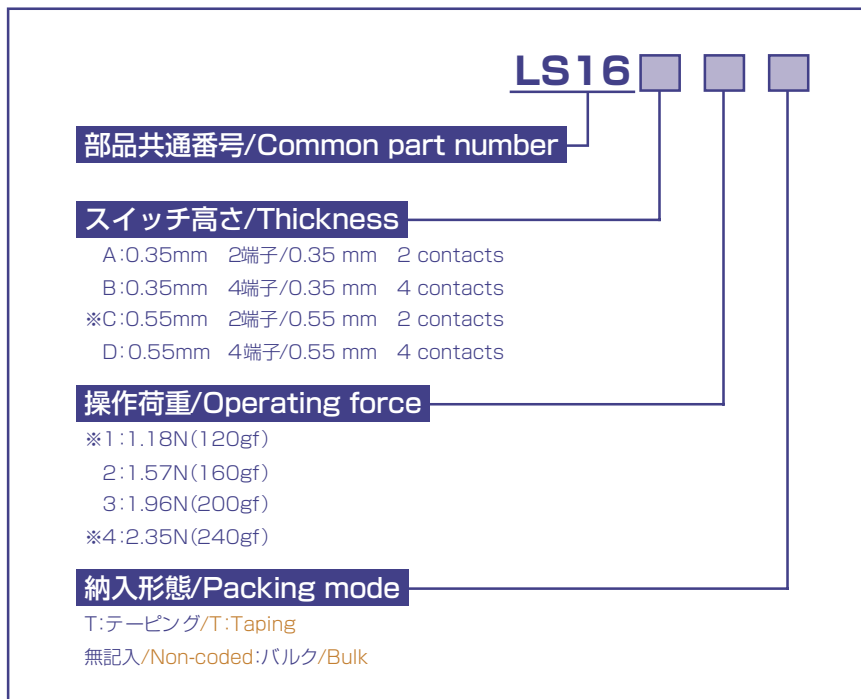 LS16
部品共通番号/Common part number
スイッチ高さ/Thickness
A:0.35mm 2端子/0.35 mm 2 contacts
B:0.35mm 4端子/0.35 mm 4 contacts
※C:0.55mm 2端子/0.55 mm 2 contacts
D:0.55mm 4端子/0.55 mm 4 contacts
操作荷重/Operating force
※1:1.18N(120gf)
2:1.57N(160gf)
3:1.96N(200gf)
※4:2.35N(240gf)
納入形態/Packing mode
T:テーピング/T:Taping
無記入/Non-coded:バルク/Bulk